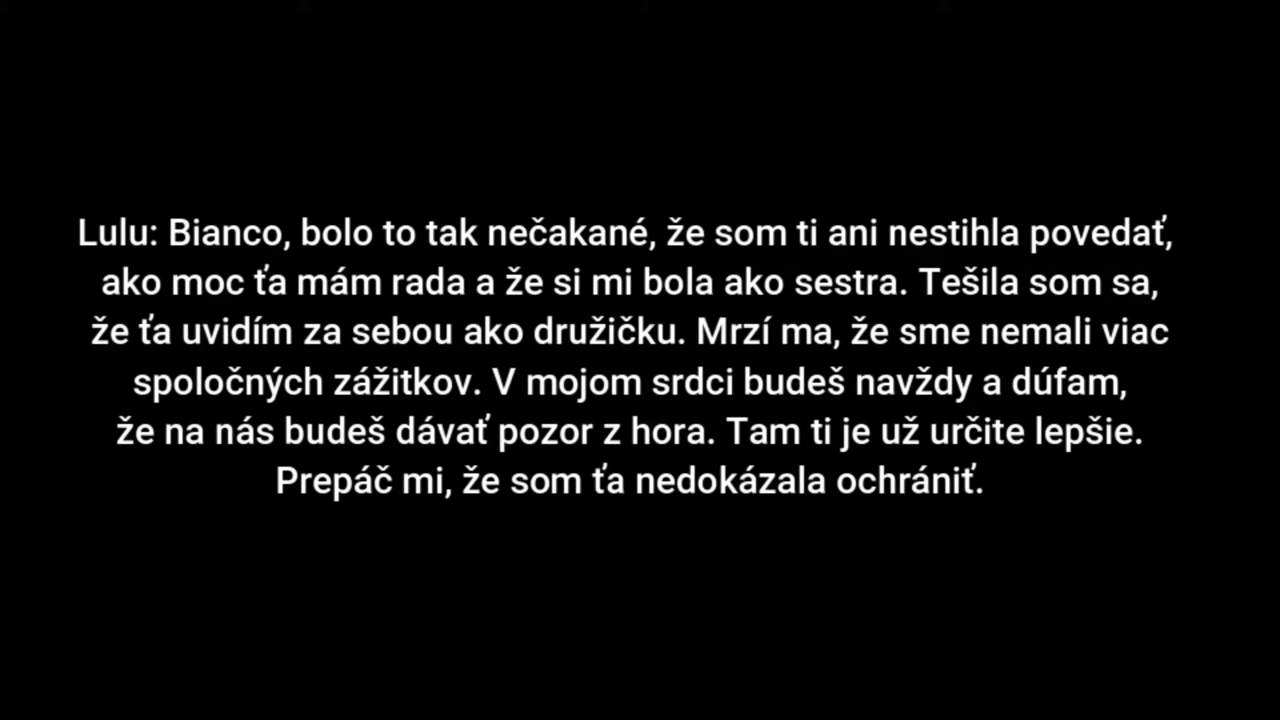 Lulu: Bianco, bolo to tak nečakané, že som ti ani nestihla povedať,
ako moc ťa mám rada a že si mi bola ako sestra. Tešila som sa,
že ťa uvidím za sebou ako družičku. Mrzí ma, že sme nemali viac
spoločných zážitkov. V mojom srdci budeš navždy a dúfam,
že na nás budeš dávať pozor z hora. Tam ti je už určite lepšie.
Prepáč mi, že som ťa nedokázala ochrániť.